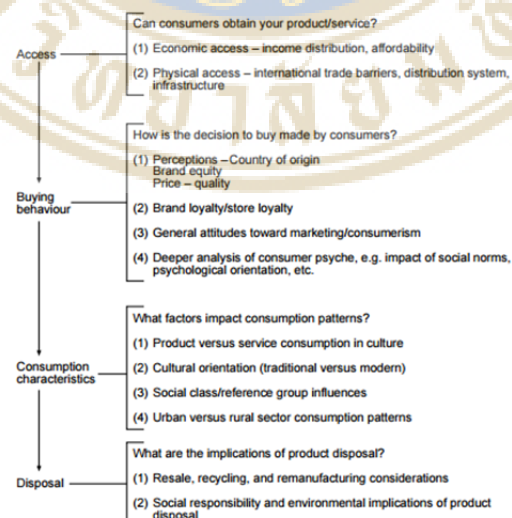 Can consumers obtain your product/service?
Access
(1) Economic access – income distribution, affordability
(2) Physical access – international trade barriers, distribution system,
infrastructure
How is the decision to buy made by consumers?
(1) Perceptions –Country of origin
Brand equity
Price – quality
Buying
behaviour
(2) Brand loyalty/store loyalty
(3) General attitudes toward marketing/consumerism
(4) Deeper analysis of consumer psyche, e.g. impact of social norms,
psychological orientation, etc.
What factors impact consumption patterns?
(1) Product versus service consumption in culture
Consumption
characteristics
(2) Cultural orientation (traditional versus modern)
(3) Social class/reference group influences
(4) Urban versus rural sector consumption patterns
What are the implications of product disposal?
Disposal
(1) Resale, recycling, and remanufacturing considerations
(2) Social responsibility and environmental implications of product
disposal